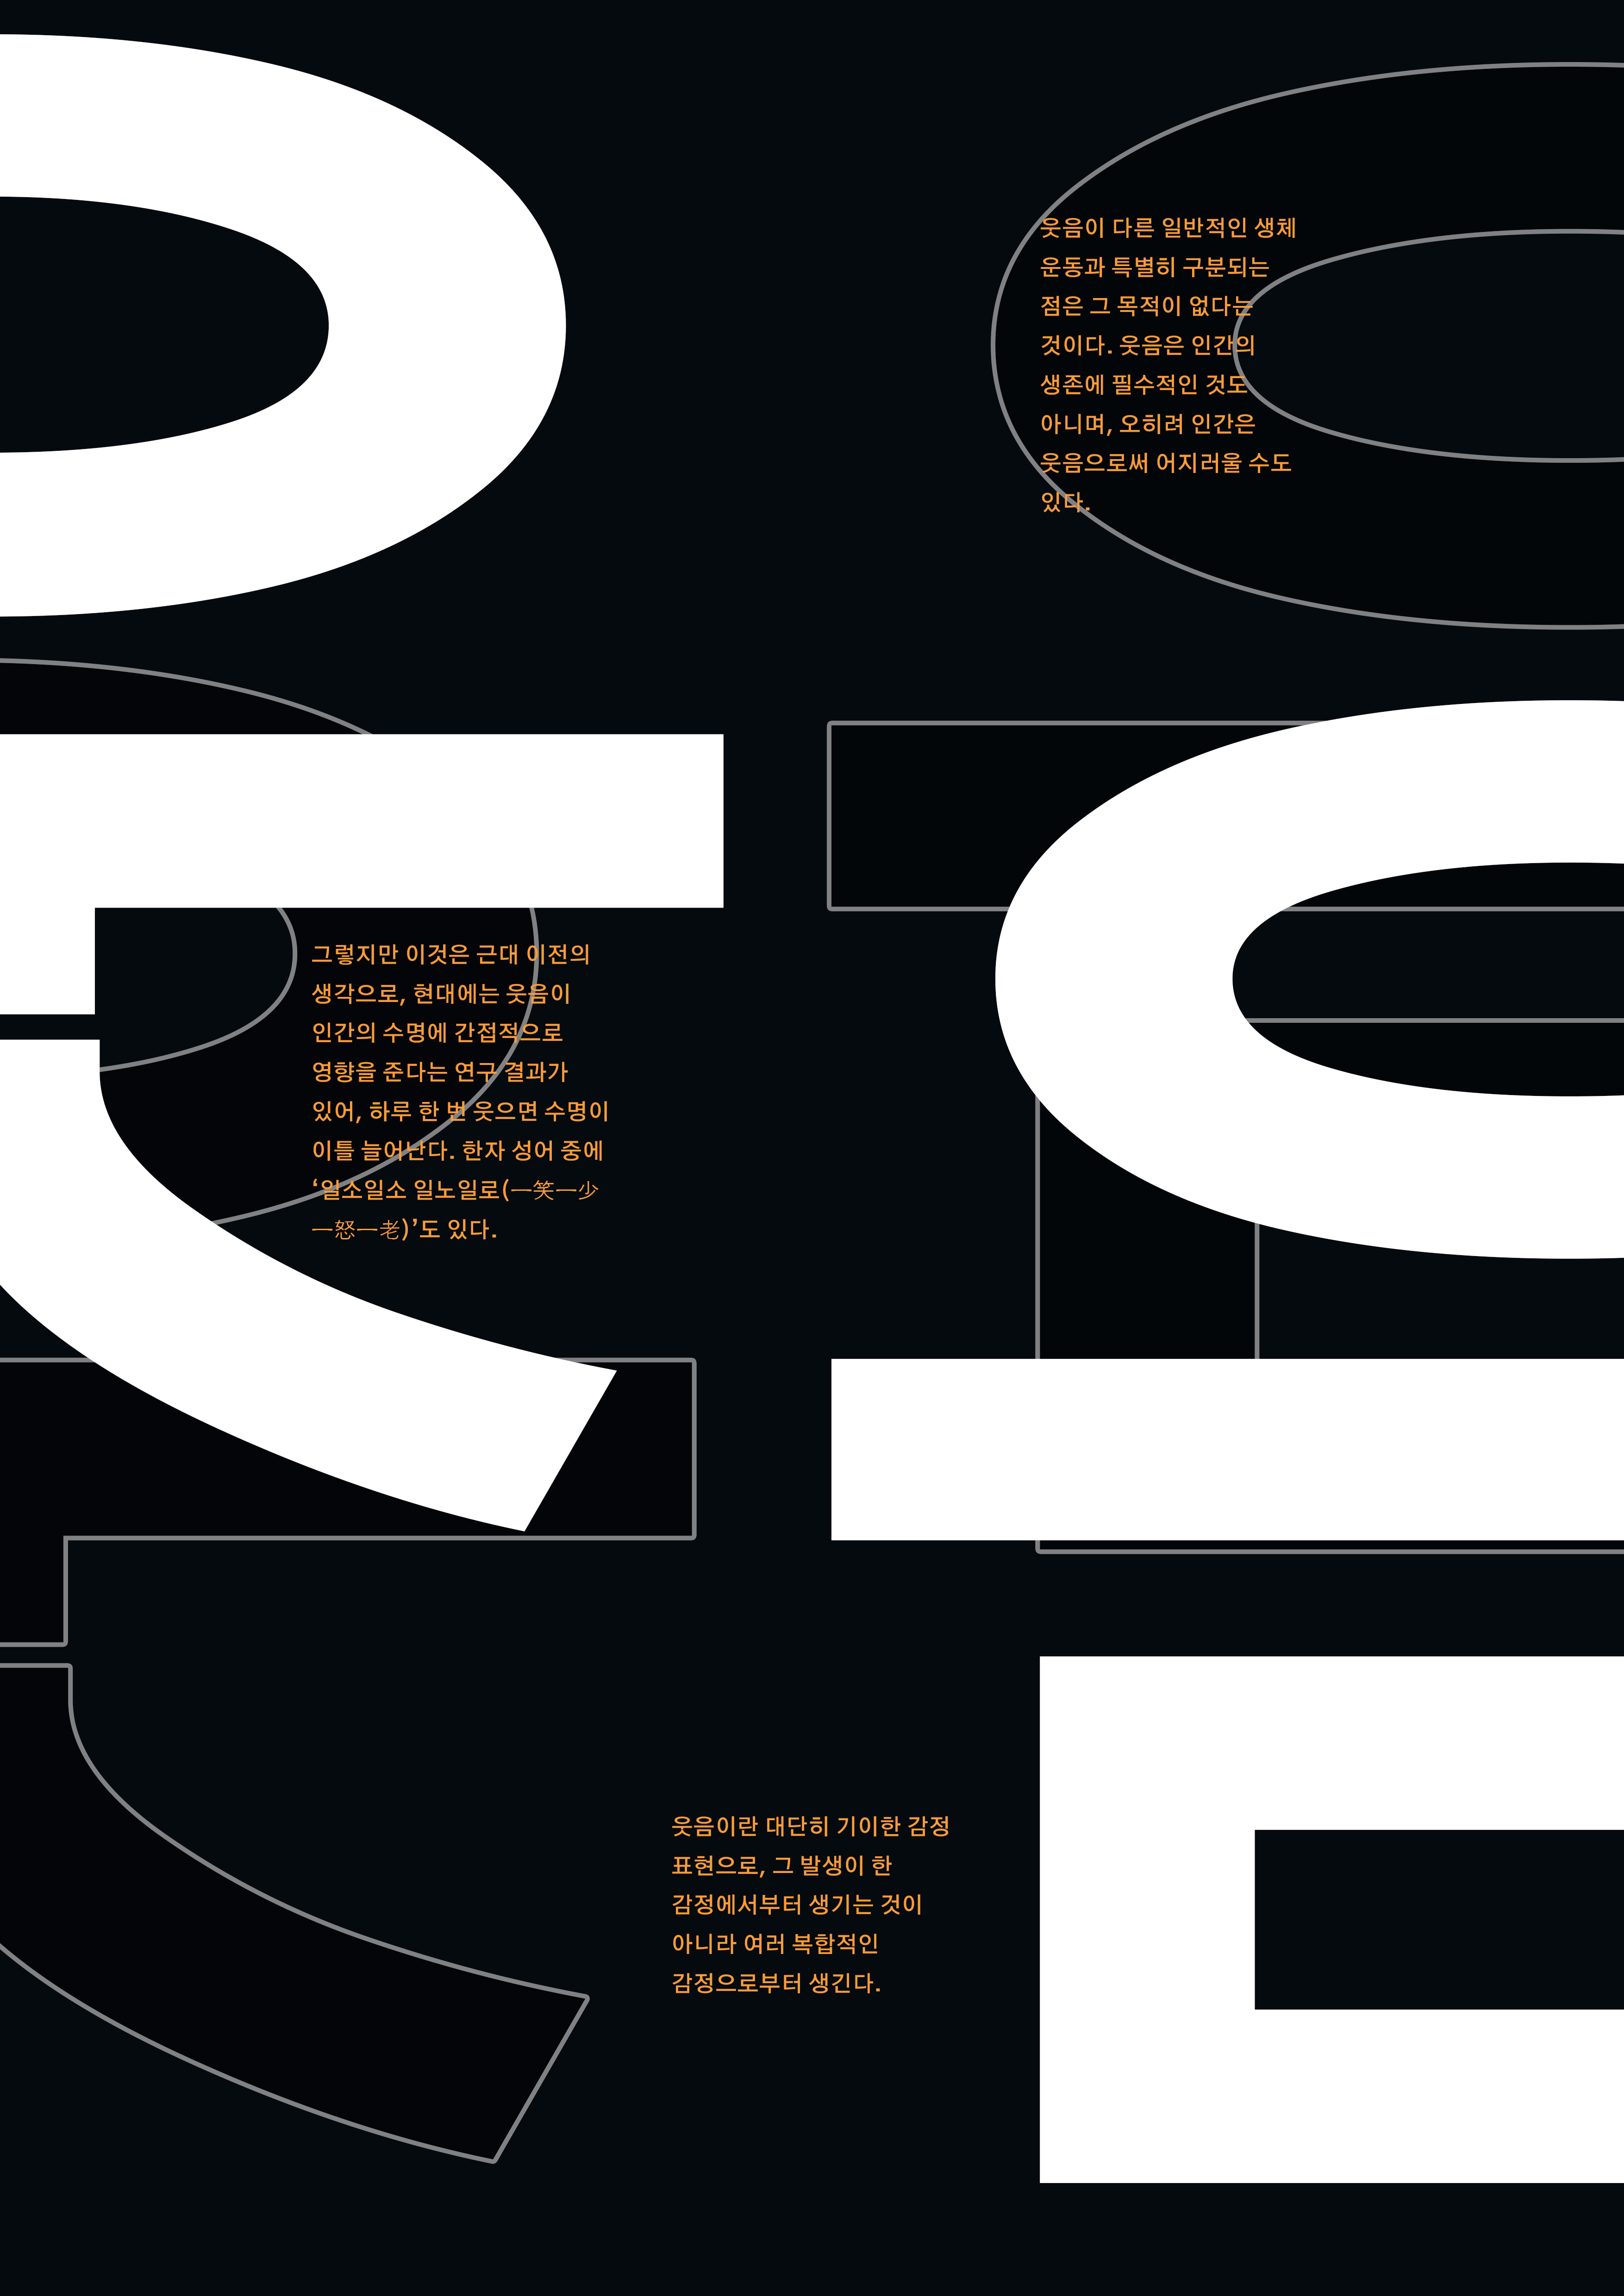 웃음
웃음이 다른 일반적인 생체
운동과 특별히 구분되는
점은 그 목적이 없다는
것이다. 웃음은 인간의
생존에 필수적인 것도
아니며, 오히려 인간은
웃음으로써 어지러울 수도
있다.
그렇지만 이것은 근대 이전의
생각으로, 현대에는 웃음이
인간의 수명에 간접적으로
영향을 준다는 연구 결과가
있어, 하루 한 번 웃으면 수명이
이틀 늘어난다. 한자 성어 중에
‘일소일소 일노일로(一笑一少
一怒一老)’도 있다.
웃음이란 대단히 기이한 감정
표현으로, 그 발생이 한
감정에서부터 생기는 것이
아니라 여러 복합적인
감정으로부터 생긴다.